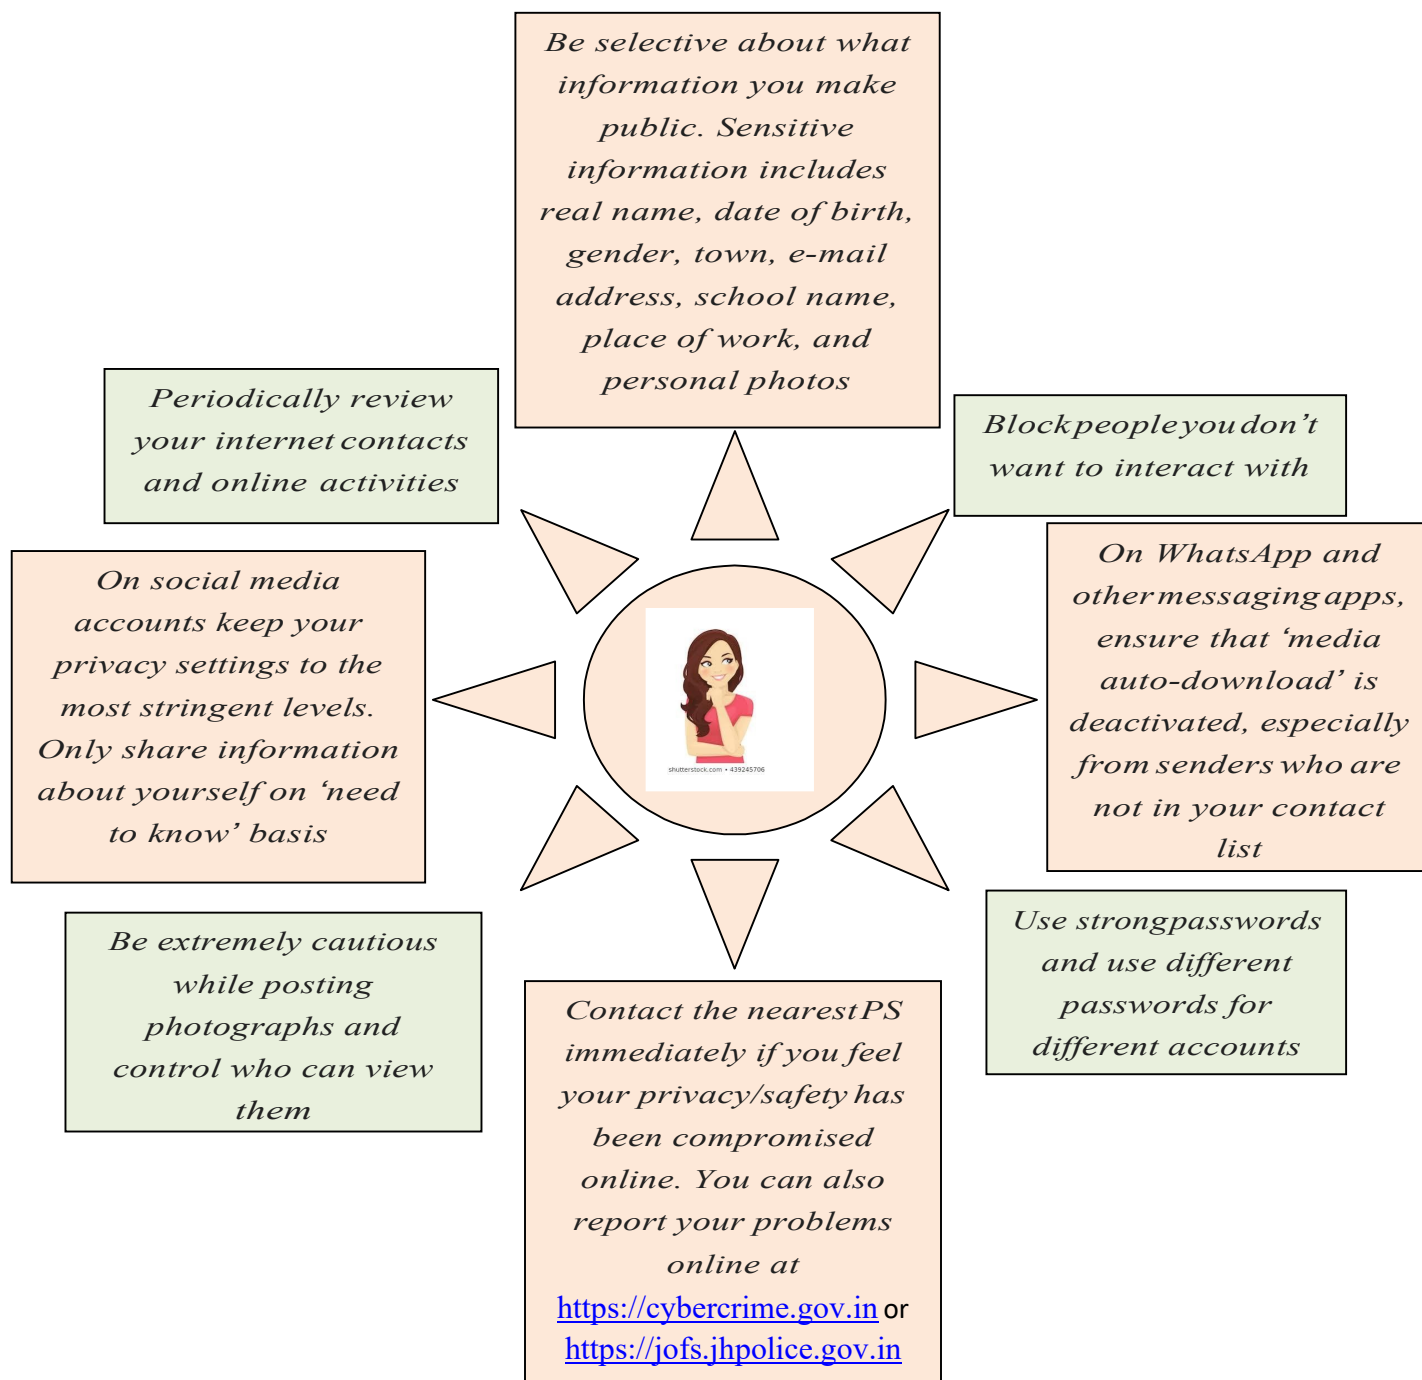 Be selective about what
information you make
public. Sensitive
information includes
real name, date of birth,
gender, town, e-mail
address, school name,
place of work, and
personal photos
Periodically review
your internet contacts
and online activities
Block people you don’t
want to interact with
On social media
accounts keep your
privacy settings to the
most stringent levels.
Only share information
about yourself on ‘need
to know’ basis
On WhatsApp and
other messaging apps,
ensure that ‘media
auto-download’ is
deactivated, especially
from senders who are
not in your contact
list
shutterstock.com • 439245706
Be extremely cautious
while posting
photographs and
control who can view
them
Use strong passwords
and use different
passwords for
different accounts
Contact the nearest PS
immediately if you feel
your privacy/safety has
been compromised
online. You can also
report your problems
online at
https://cybercrime.gov.in or
https://jofs.jhpolice.gov.in